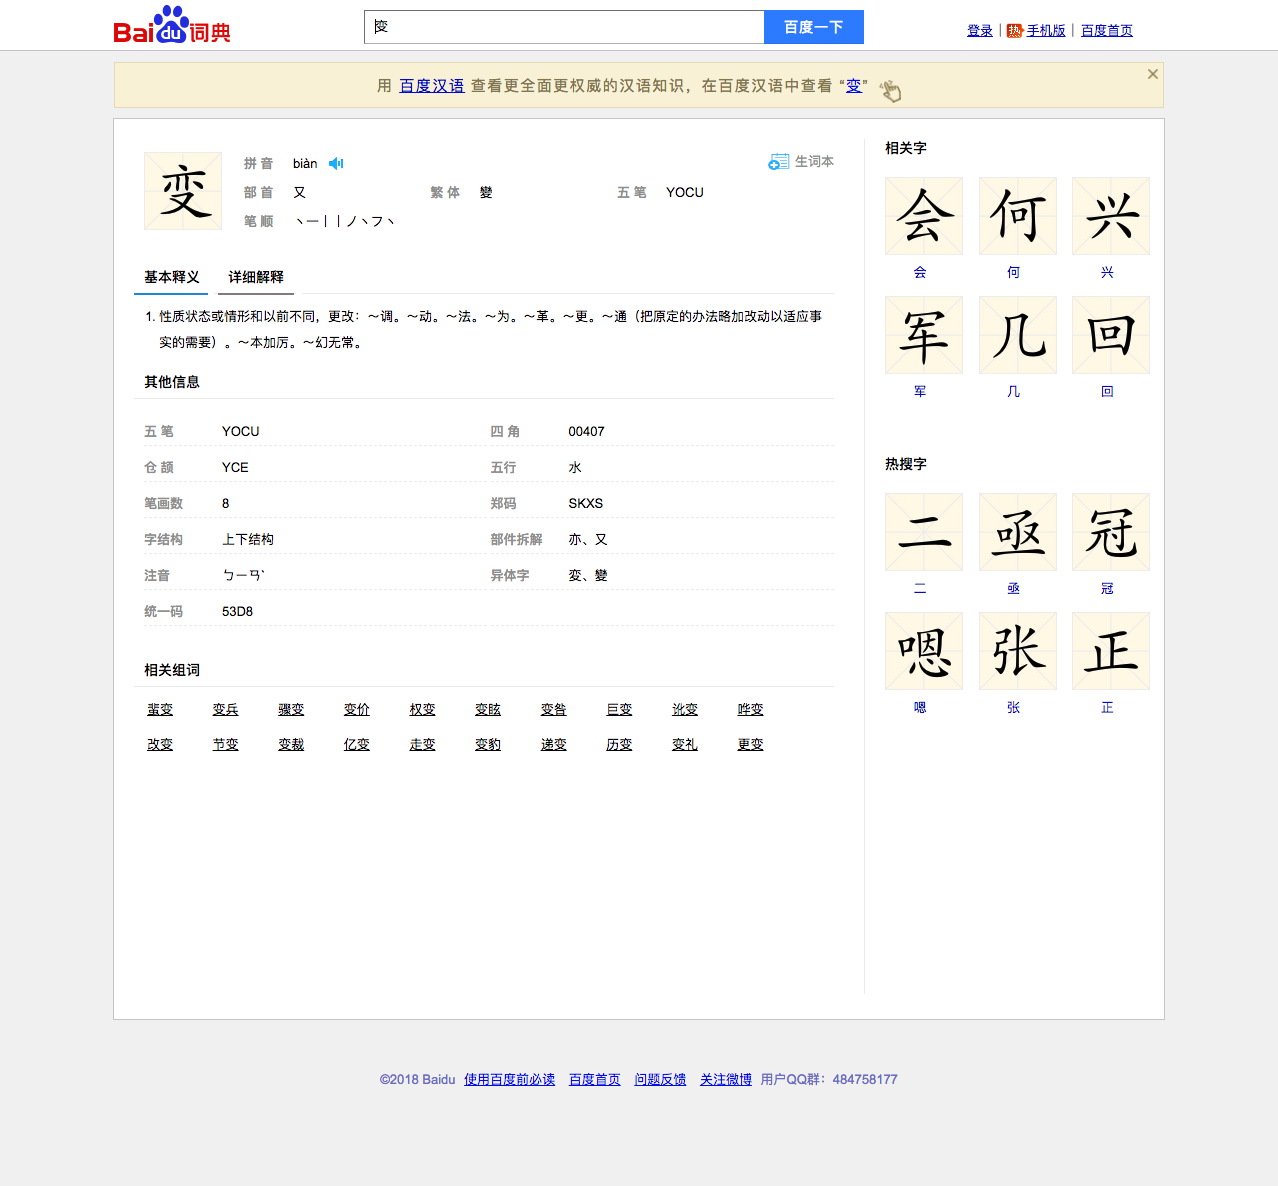 Baidu词典
变
百度一下
登录 | 热 手机版 | 百度首页
用 百度汉语 查看更全面更权威的汉语知识，在百度汉语中查看 “变”
变
拼 音 biàn
生词本
部 首 又 繁 体 變 五 笔 YOCU
笔 顺 丶一丨丨ノ丶フ丶
基本释义 详细解释
1. 性质状态或情形和以前不同，更改：～调。～动。～法。～为。～革。～更。～通（把原定的办法略加改动以适应事
实的需要）。～本加厉。～幻无常。
其他信息
五 笔 YOCU 四 角 00407
仓 颉 YCE 五行 水
笔画数 8 郑码 SKXS
字结构 上下结构 部件拆解 亦、又
注音 ㄅㄧㄢˋ 异体字 変、變
统一码 53D8
相关组词
蜚变 变兵 骤变 变价 权变 变眩 变咎 巨变 讹变 哗变
改变 节变 变裁 亿变 走变 变豹 递变 历变 变礼 更变
相关字
会 何 兴
会 何 兴
军 几 回
军 几 回
热搜字
二 亟 冠
二 亟 冠
嗯 张 正
嗯 张 正
©2018 Baidu 使用百度前必读 百度首页 问题反馈 关注微博 用户QQ群：484758177